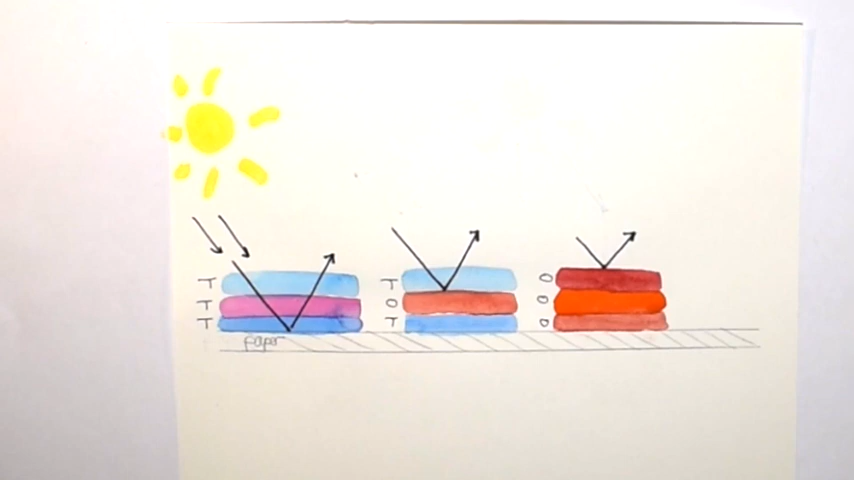 T T O
T O O
T T O
paper